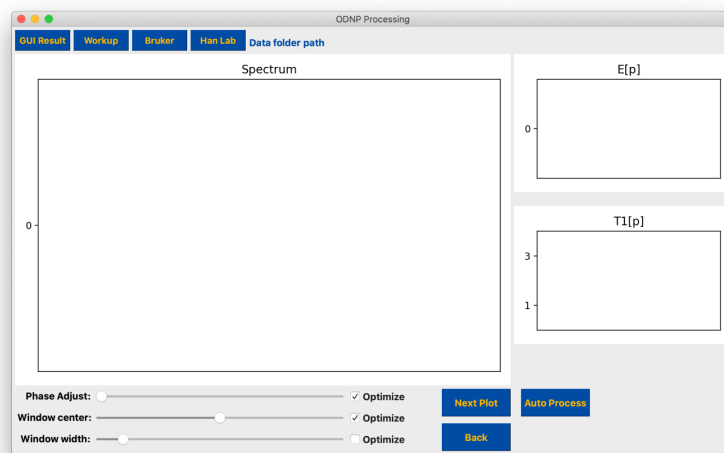 ODNP Processing
GUI Result Workup Bruker Han Lab Data folder path
Spectrum
0
E[p]
0
T1[p]
3
1
Phase Adjust: Optimize
Window center: Optimize
Window width: Optimize
Next Plot Auto Process
Back